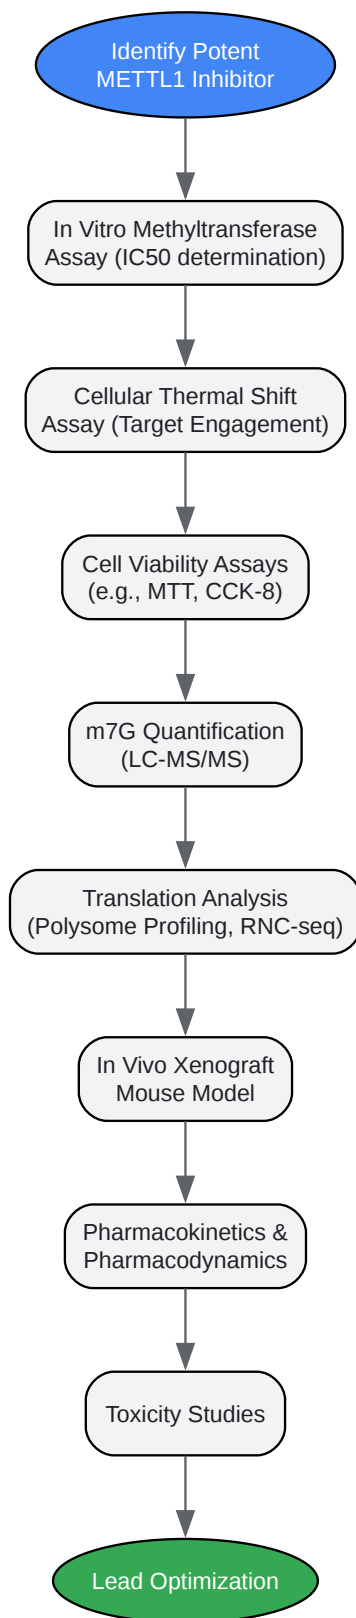 Identify Potent
METTL1 Inhibitor
In Vitro Methyltransferase
Assay (IC50 determination)
Cellular Thermal Shift
Assay (Target Engagement)
Cell Viability Assays
(e.g., MTT, CCK-8)
m7G Quantification
(LC-MS/MS)
Translation Analysis
(Polysome Profiling, RNC-seq)
In Vivo Xenograft
Mouse Model
Pharmacokinetics &
Pharmacodynamics
Toxicity Studies
Lead Optimization